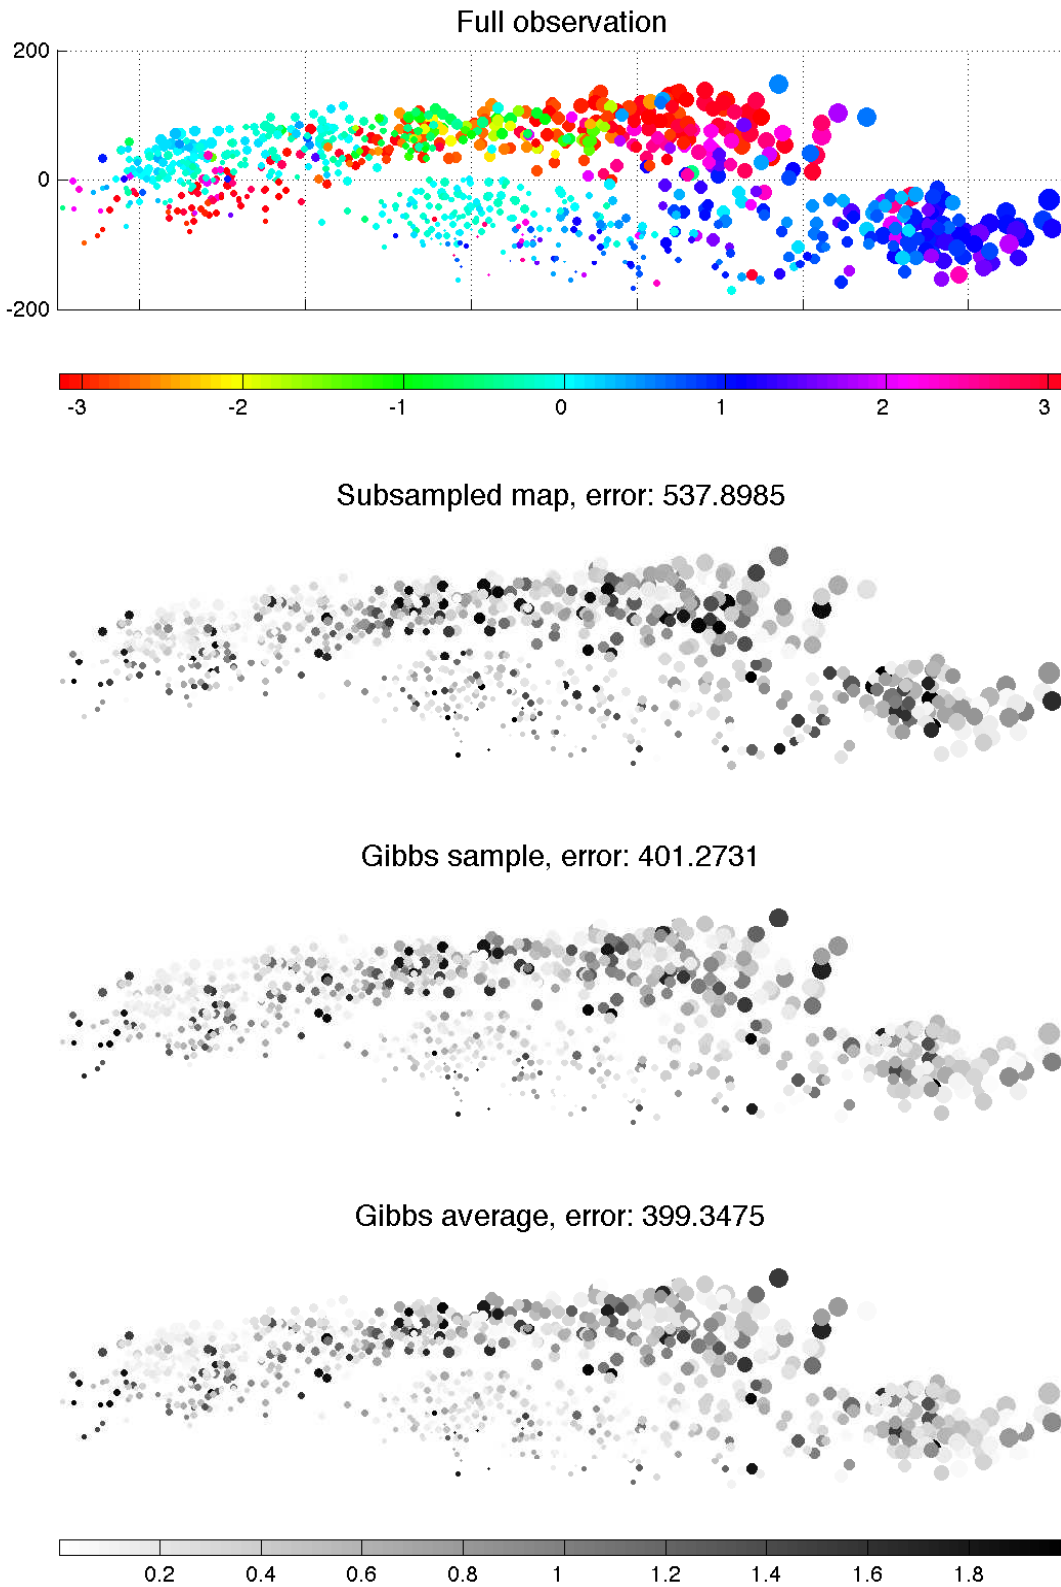 Full observation
200
0
-200
-3 -2 -1 0 1 2 3
Subsampled map, error: 537.8985
Gibbs sample, error: 401.2731
Gibbs average, error: 399.3475
0.2 0.4 0.6 0.8 1 1.2 1.4 1.6 1.8